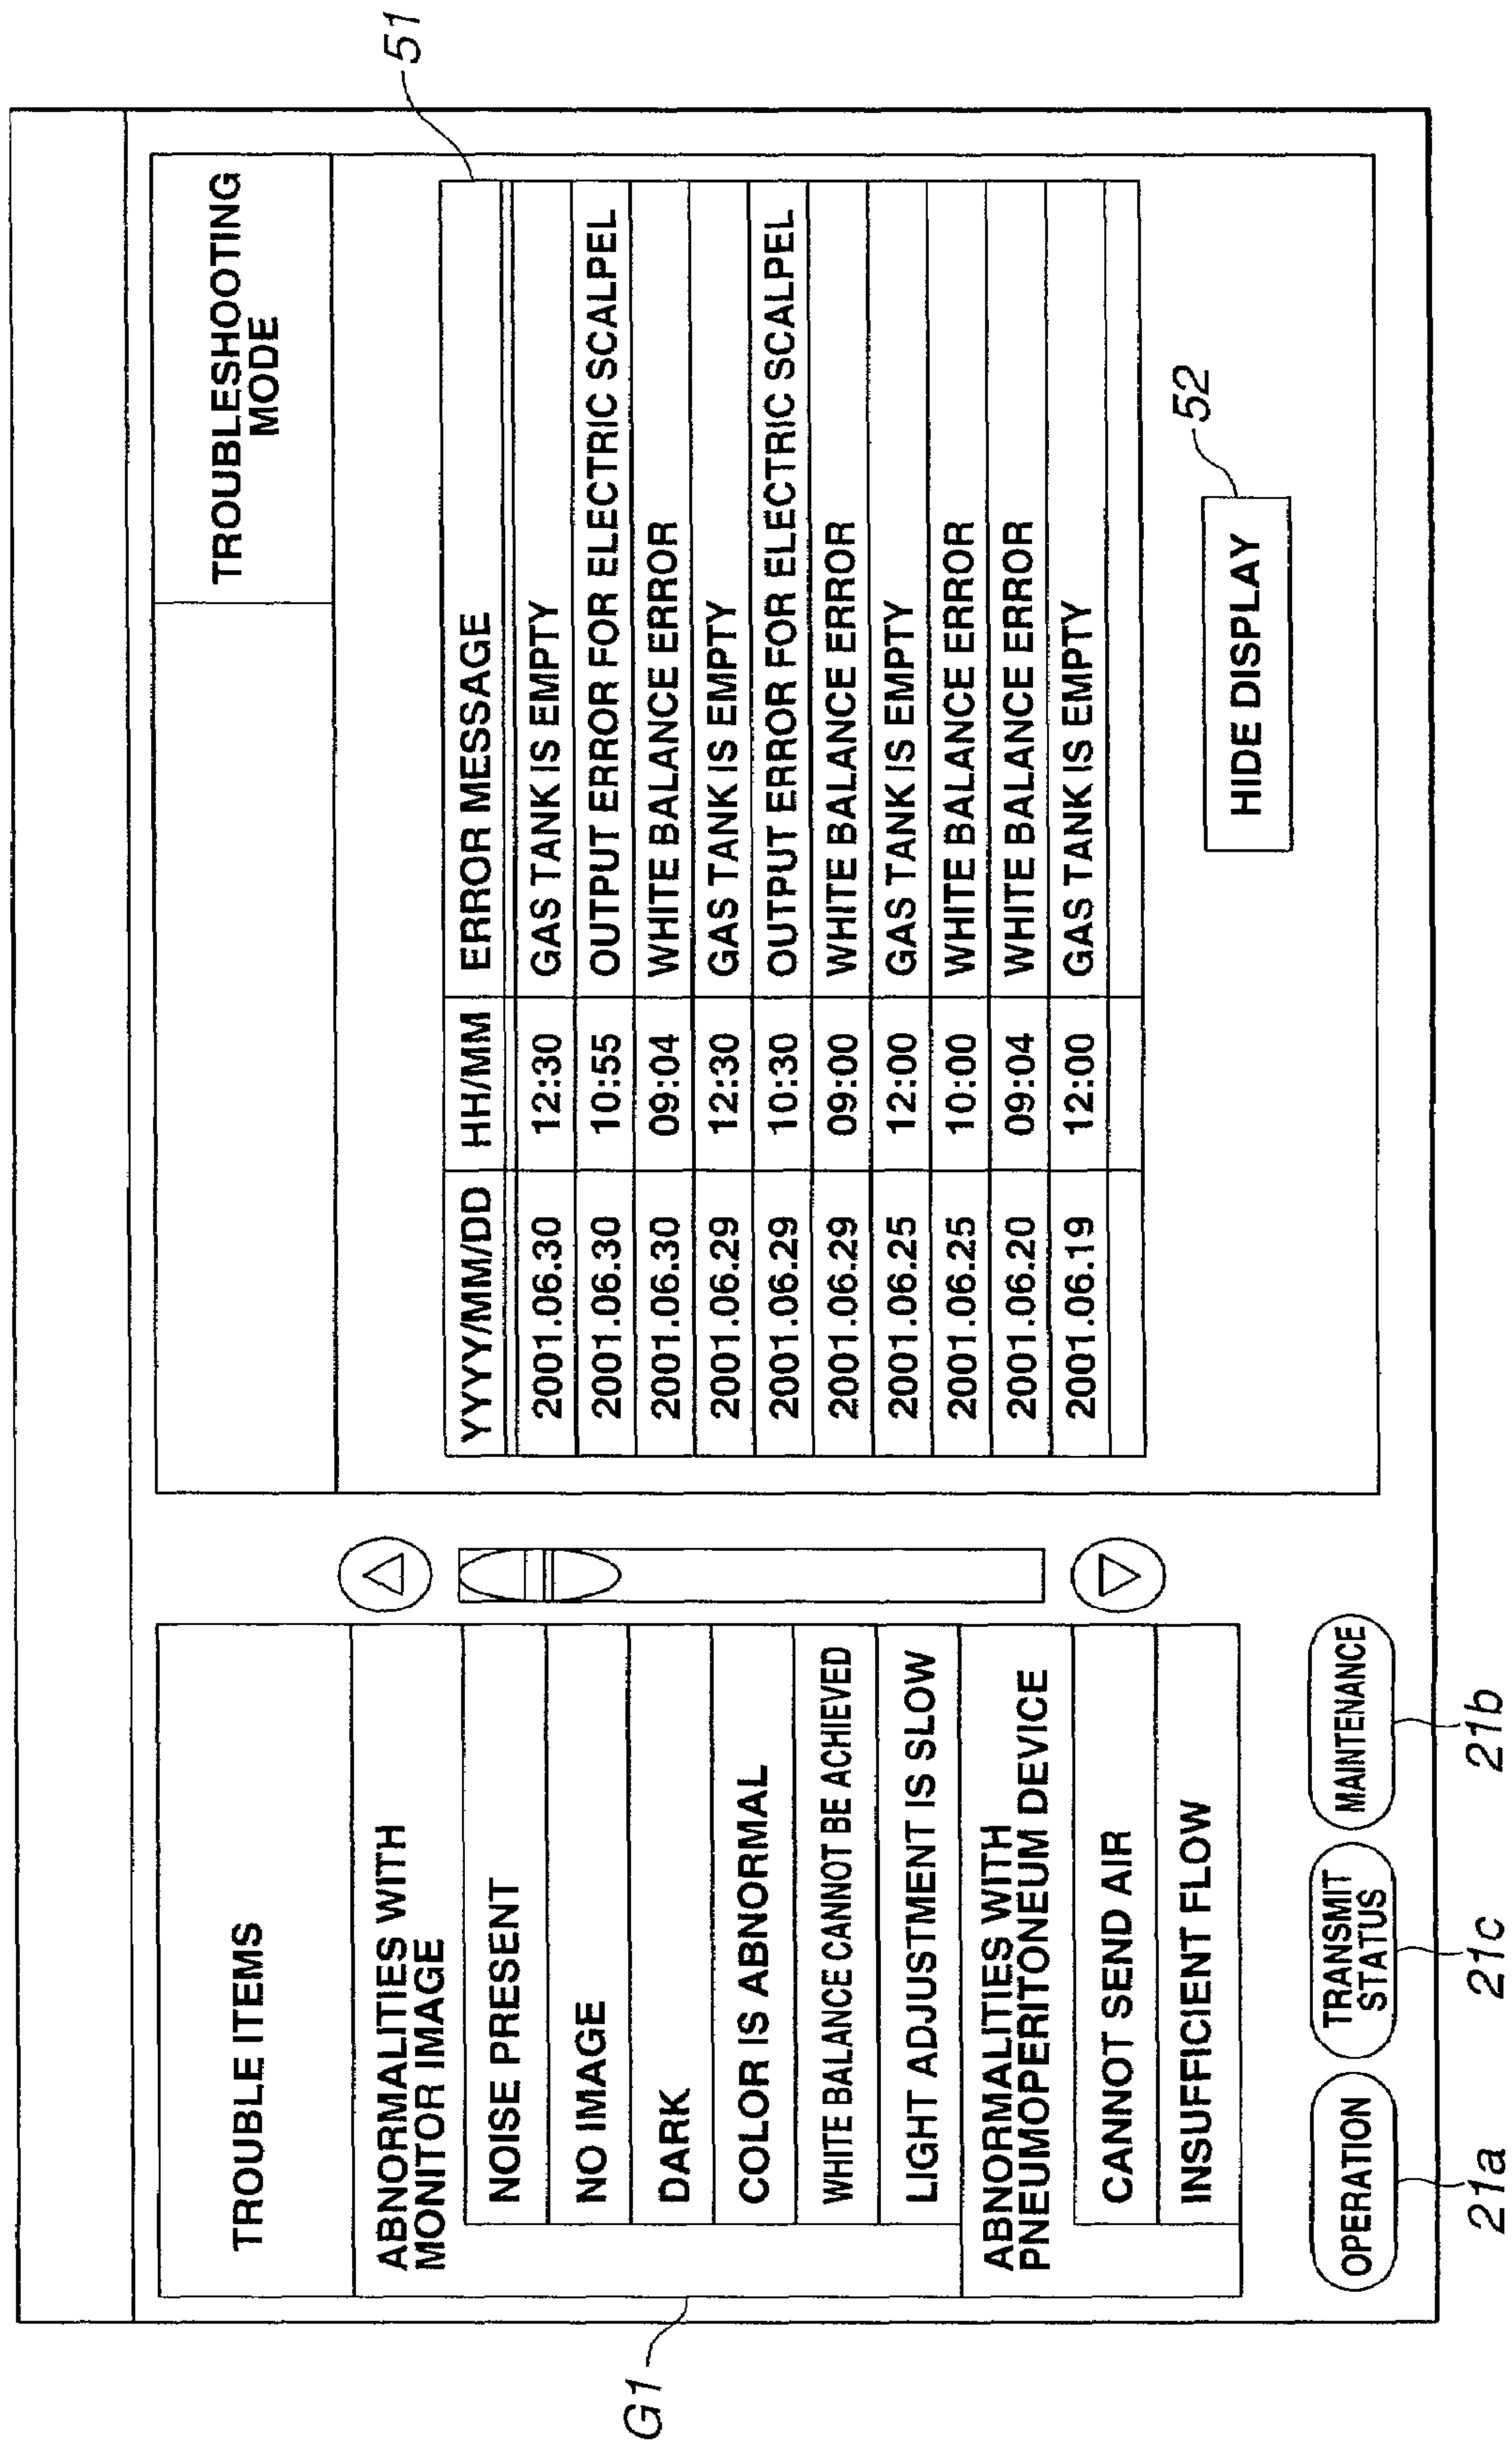 TROUBLESHOOTING
MODE
TROUBLE ITEMS
ABNORMALITIES WITH
MONITOR IMAGE
NOISE PRESENT
NO IMAGE
DARK
COLOR IS ABNORMAL
WHITE BALANCE CANNOT BE ACHIEVED
LIGHT ADJUSTMENT IS SLOW
ABNORMALITIES WITH
PNEUMOPERITONEUM DEVICE
CANNOT SEND AIR
INSUFFICIENT FLOW
G1
51
YYYY/MM/DD HH/MM ERROR MESSAGE
2001.06.30 12:30 GAS TANK IS EMPTY
2001.06.30 10:55 OUTPUT ERROR FOR ELECTRIC SCALPEL
2001.06.30 09:04 WHITE BALANCE ERROR
2001.06.29 12:30 GAS TANK IS EMPTY
2001.06.29 10:30 OUTPUT ERROR FOR ELECTRIC SCALPEL
2001.06.29 09:00 WHITE BALANCE ERROR
2001.06.25 12:00 GAS TANK IS EMPTY
2001.06.25 10:00 WHITE BALANCE ERROR
2001.06.20 09:04 WHITE BALANCE ERROR
2001.06.19 12:00 GAS TANK IS EMPTY
52
HIDE DISPLAY
OPERATION
TRANSMIT
STATUS
MAINTENANCE
21a
21c
21b